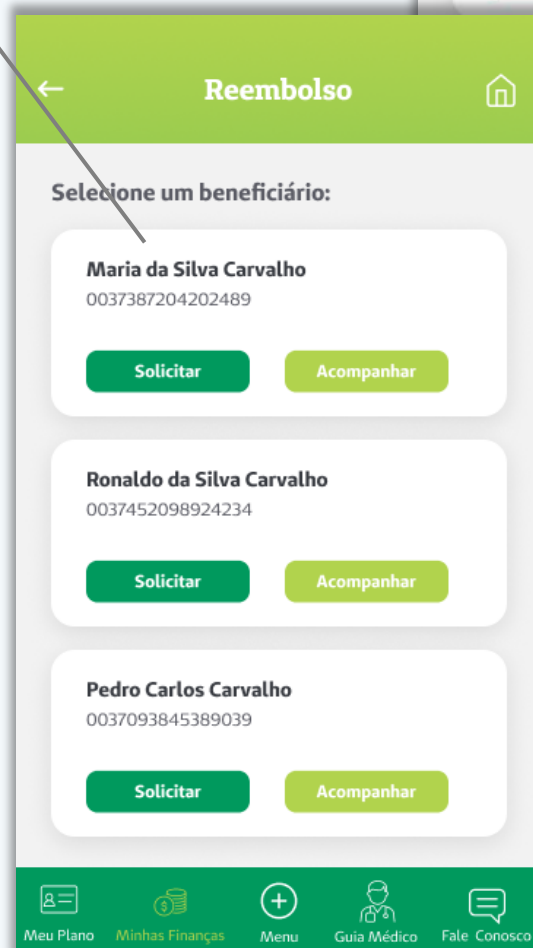 Reembolso
Selecione um beneficiário:
Maria da Silva Carvalho
0037387204202489
Solicitar Acompanhar
Ronaldo da Silva Carvalho
0037452098924234
Solicitar Acompanhar
Pedro Carlos Carvalho
0037093845389039
Solicitar Acompanhar
Meu Plano Minhas Finanças Menu Guia Médico Fale Conosco